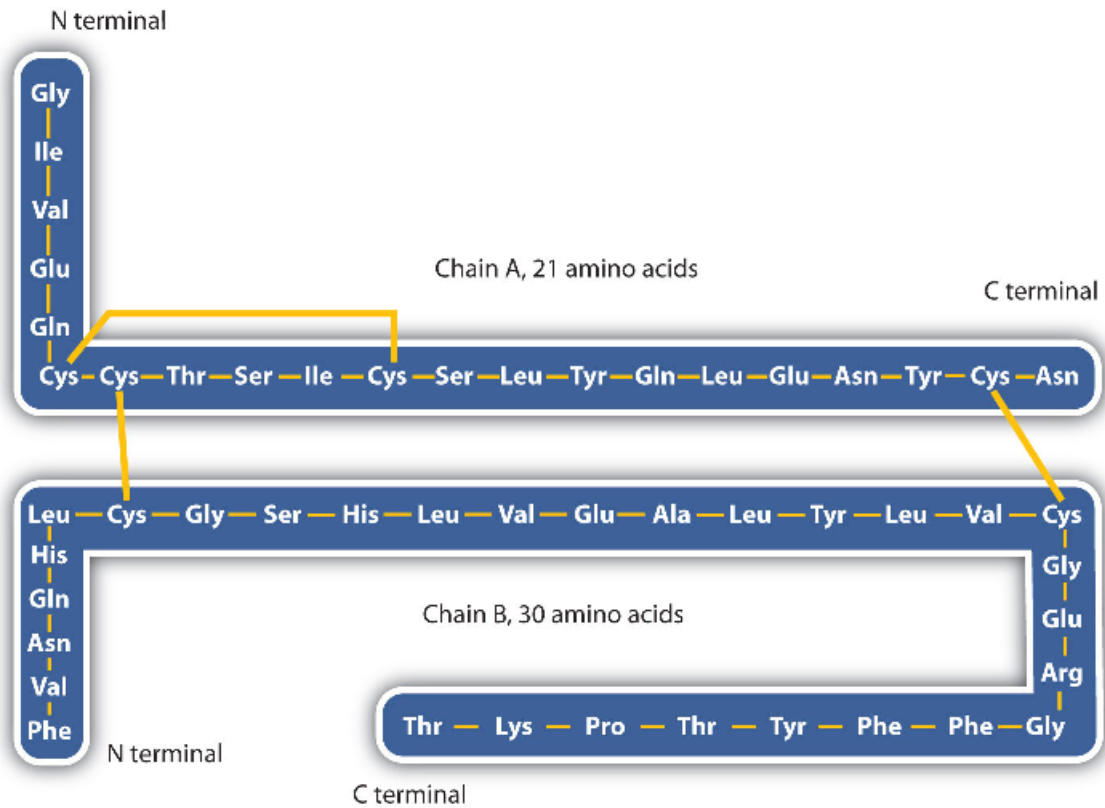 N terminal
Gly
Ile
Val
Glu
Gln
Chain A, 21 amino acids
C terminal
Cys Cys Thr Ser Ile Cys Ser Leu Tyr Gln Leu Glu Asn Tyr Cys Asn
Leu Cys Gly Ser His Leu Val Glu Ala Leu Tyr Leu Val Cys
His
Gln
Asn
Val
Phe
N terminal
Chain B, 30 amino acids
Gly
Glu
Arg
Thr Lys Pro Thr Tyr Phe Phe Gly
C terminal